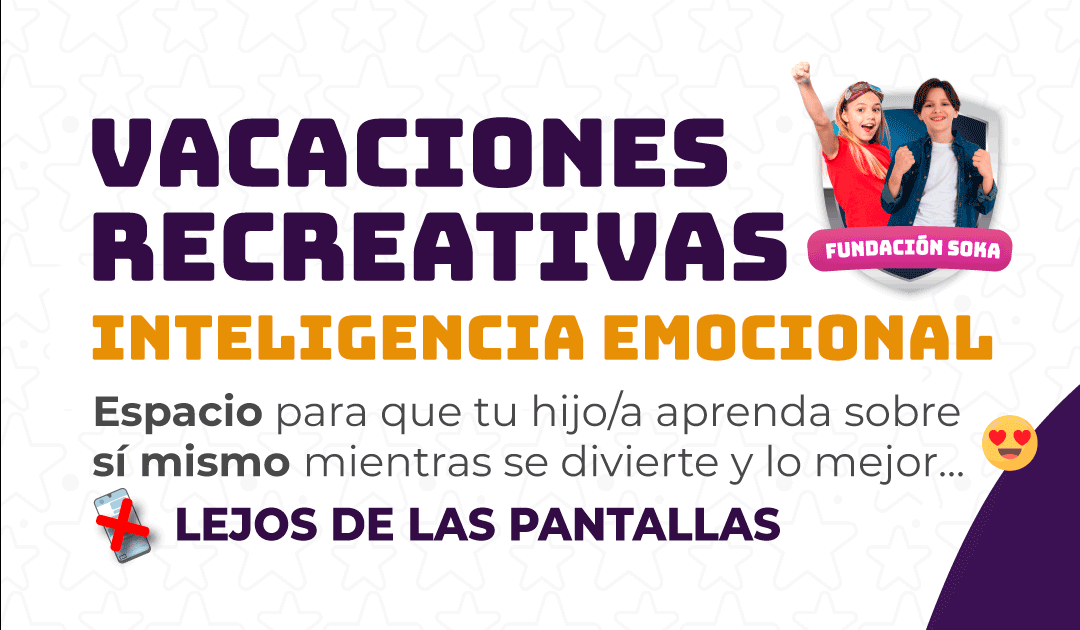 VACACIONES
RECREATIVAS
FUNDACIÓN SOKA
INTELIGENCIA EMOCIONAL
Espacio para que tu hijo/a aprenda sobre
sí mismo mientras se divierte y lo mejor...
LEJOS DE LAS PANTALLAS